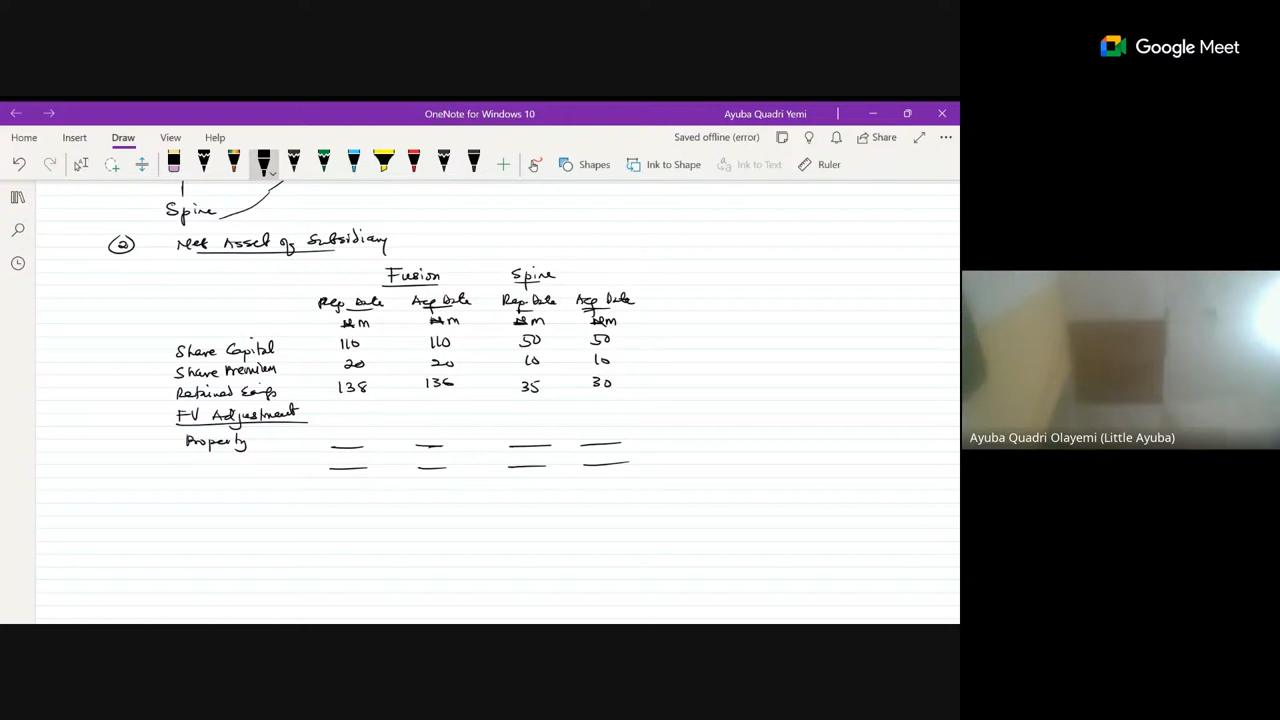 Google Meet
OneNote for Windows 10
Ayuba Quadri Yemi
Home Insert Draw View Help
Saved offline (error)
Share
Shapes
Ink to Shape
Ink to Text
Ruler
Spine
② Net Asset of Subsidiary
Fusion Spine
Rep. Date Acq Date Rep. Date Acq Date
₦m ₦m ₦m ₦m
Share Capital 110 110 50 50
Share Premium 20 20 10 10
Retained Earnings 138 136 35 30
FV Adjustment
Property
Ayuba Quadri Olayemi (Little Ayuba)